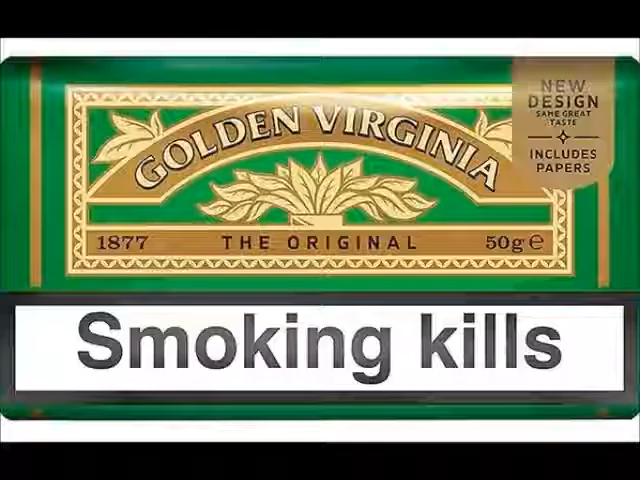 GOLDEN VIRGINIA
NEW
DESIGN
SAME GREAT
TASTE
INCLUDES
PAPERS
1877 THE ORIGINAL 50g℮
Smoking kills